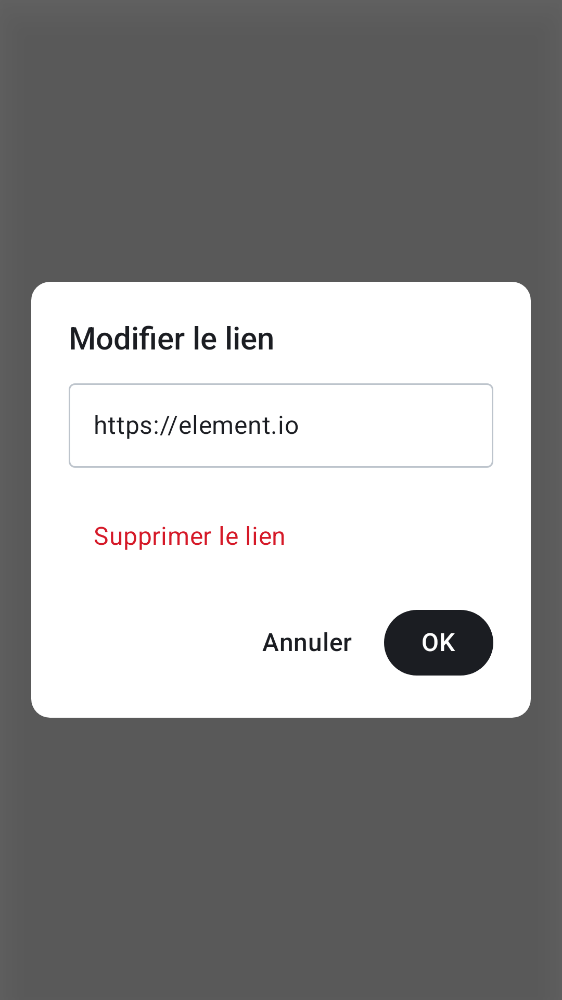 Modifier le lien
https://element.io
Supprimer le lien
Annuler
OK